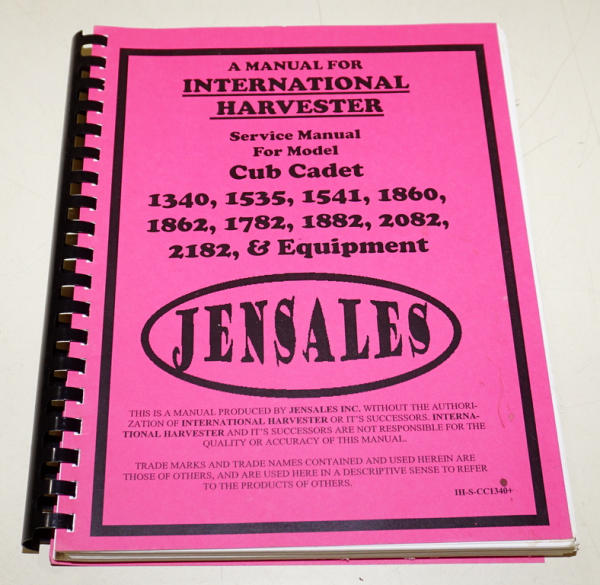 A MANUAL FOR
INTERNATIONAL
HARVESTER
Service Manual
For Model
Cub Cadet
1340, 1535, 1541, 1860,
1862, 1782, 1882, 2082,
2182, & Equipment
JENSALES
THIS IS A MANUAL PRODUCED BY JENSALES INC. WITHOUT THE AUTHORI-
ZATION OF INTERNATIONAL HARVESTER OR IT'S SUCCESSORS. INTERNA-
TIONAL HARVESTER AND IT'S SUCCESSORS ARE NOT RESPONSIBLE FOR THE
QUALITY OR ACCURACY OF THIS MANUAL.
TRADE MARKS AND TRADE NAMES CONTAINED AND USED HEREIN ARE
THOSE OF OTHERS, AND ARE USED HERE IN A DESCRIPTIVE SENSE TO REFER
TO THE PRODUCTS OF OTHERS.
IH-S-CC1340+